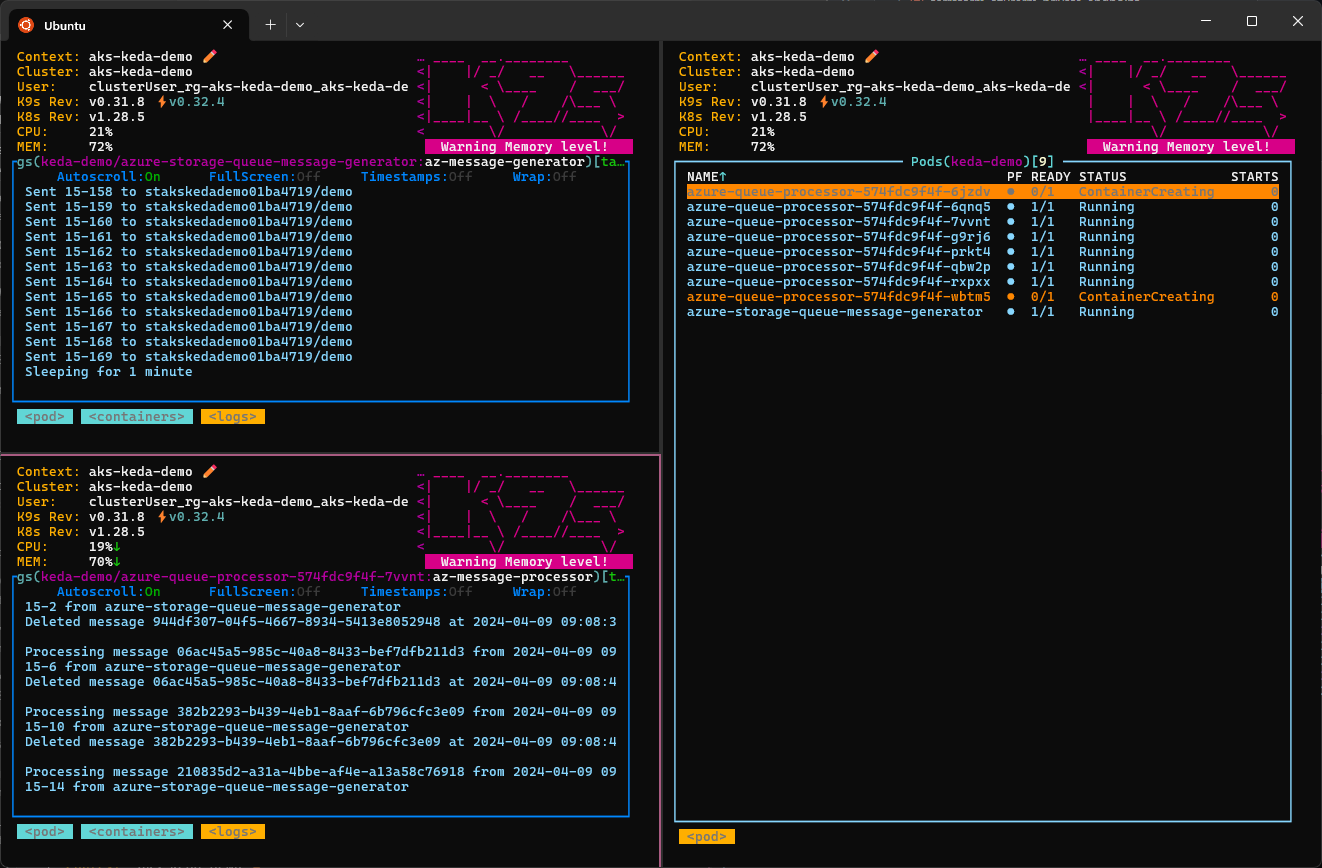 Ubuntu
Context: aks-keda-demo
Cluster: aks-keda-demo
User: clusterUser_rg-aks-keda-demo_aks-keda-de
K9s Rev: v0.31.8 ⚡v0.32.4
K8s Rev: v1.28.5
CPU: 21%
MEM: 72%
Warning Memory level!
gs(keda-demo/azure-storage-queue-message-generator:az-message-generator)[ta…
Autoscroll:On FullScreen:Off Timestamps:Off Wrap:Off
Sent 15-158 to stakskedademo01ba4719/demo
Sent 15-159 to stakskedademo01ba4719/demo
Sent 15-160 to stakskedademo01ba4719/demo
Sent 15-161 to stakskedademo01ba4719/demo
Sent 15-162 to stakskedademo01ba4719/demo
Sent 15-163 to stakskedademo01ba4719/demo
Sent 15-164 to stakskedademo01ba4719/demo
Sent 15-165 to stakskedademo01ba4719/demo
Sent 15-166 to stakskedademo01ba4719/demo
Sent 15-167 to stakskedademo01ba4719/demo
Sent 15-168 to stakskedademo01ba4719/demo
Sent 15-169 to stakskedademo01ba4719/demo
Sleeping for 1 minute
<pod> <containers> <logs>
Context: aks-keda-demo
Cluster: aks-keda-demo
User: clusterUser_rg-aks-keda-demo_aks-keda-de
K9s Rev: v0.31.8 ⚡v0.32.4
K8s Rev: v1.28.5
CPU: 19%↓
MEM: 70%↓
Warning Memory level!
gs(keda-demo/azure-queue-processor-574fdc9f4f-7vvnt:az-message-processor)[t…
Autoscroll:On FullScreen:Off Timestamps:Off Wrap:Off
15-2 from azure-storage-queue-message-generator
Deleted message 944df307-04f5-4667-8934-5413e8052948 at 2024-04-09 09:08:3
Processing message 06ac45a5-985c-40a8-8433-bef7dfb211d3 from 2024-04-09 09
15-6 from azure-storage-queue-message-generator
Deleted message 06ac45a5-985c-40a8-8433-bef7dfb211d3 at 2024-04-09 09:08:4
Processing message 382b2293-b439-4eb1-8aaf-6b796cfc3e09 from 2024-04-09 09
15-10 from azure-storage-queue-message-generator
Deleted message 382b2293-b439-4eb1-8aaf-6b796cfc3e09 at 2024-04-09 09:08:4
Processing message 210835d2-a31a-4bbe-af4e-a13a58c76918 from 2024-04-09 09
15-14 from azure-storage-queue-message-generator
<pod> <containers> <logs>
Context: aks-keda-demo
Cluster: aks-keda-demo
User: clusterUser_rg-aks-keda-demo_aks-keda-de
K9s Rev: v0.31.8 ⚡v0.32.4
K8s Rev: v1.28.5
CPU: 21%
MEM: 72%
Warning Memory level!
Pods(keda-demo)[9]
NAME↑ PF READY STATUS STARTS
azure-queue-processor-574fdc9f4f-6jzdv ● 0/1 ContainerCreating 0
azure-queue-processor-574fdc9f4f-6qnq5 ● 1/1 Running 0
azure-queue-processor-574fdc9f4f-7vvnt ● 1/1 Running 0
azure-queue-processor-574fdc9f4f-g9rj6 ● 1/1 Running 0
azure-queue-processor-574fdc9f4f-prkt4 ● 1/1 Running 0
azure-queue-processor-574fdc9f4f-qbw2p ● 1/1 Running 0
azure-queue-processor-574fdc9f4f-rxpxx ● 1/1 Running 0
azure-queue-processor-574fdc9f4f-wbtm5 ● 0/1 ContainerCreating 0
azure-storage-queue-message-generator ● 1/1 Running 0
<pod>